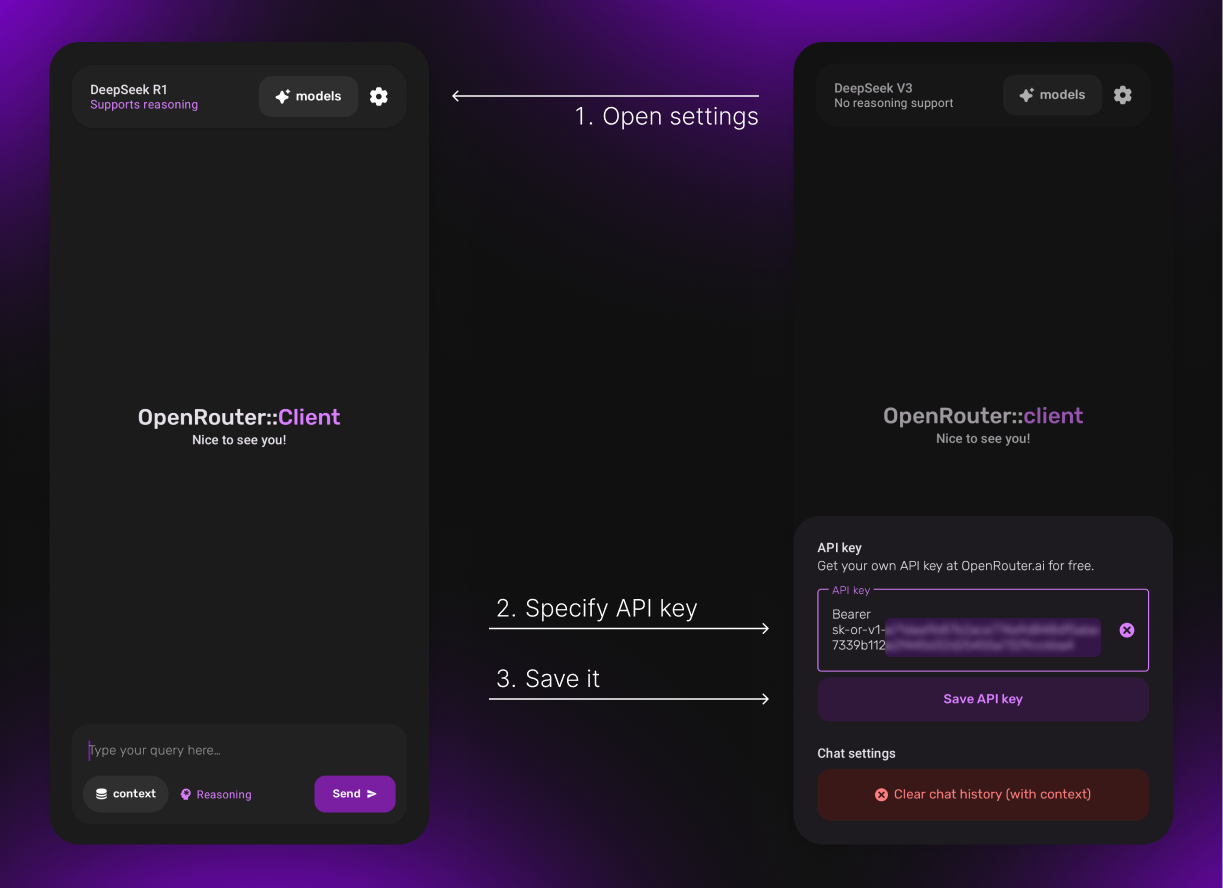 DeepSeek R1
Supports reasoning
models
OpenRouter::Client
Nice to see you!
Type your query here...
context
Reasoning
Send
1. Open settings
2. Specify API key
3. Save it
DeepSeek V3
No reasoning support
models
OpenRouter::client
Nice to see you!
API key
Get your own API key at OpenRouter.ai for free.
API key
Bearer
sk-or-v1-
7339b112
Save API key
Chat settings
Clear chat history (with context)